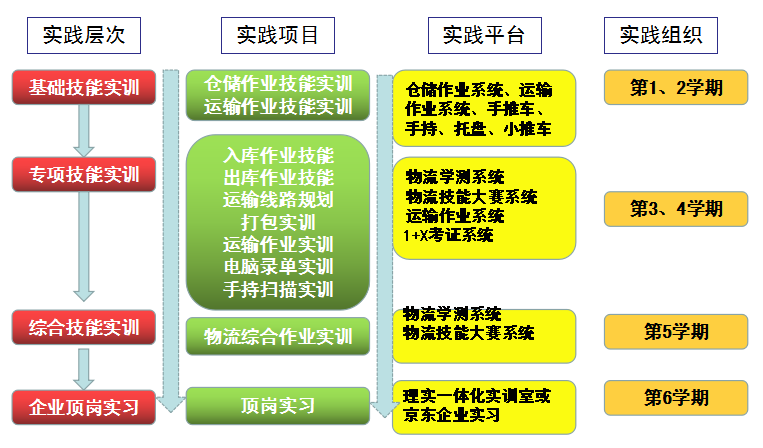 实践层次
实践项目
实践平台
实践组织
基础技能实训
仓储作业技能实训
运输作业技能实训
仓储作业系统、运输
作业系统、手推车、
手持、托盘、小推车
第1、2学期
专项技能实训
入库作业技能
出库作业技能
运输线路规划
打包实训
运输作业实训
电脑录单实训
手持扫描实训
物流学测系统
物流技能大赛系统
运输作业系统
1+X考证系统
第3、4学期
综合技能实训
物流综合作业实训
物流学测系统
物流技能大赛系统
第5学期
企业顶岗实习
顶岗实习
理实一体化实训室或
京东企业实习
第6学期